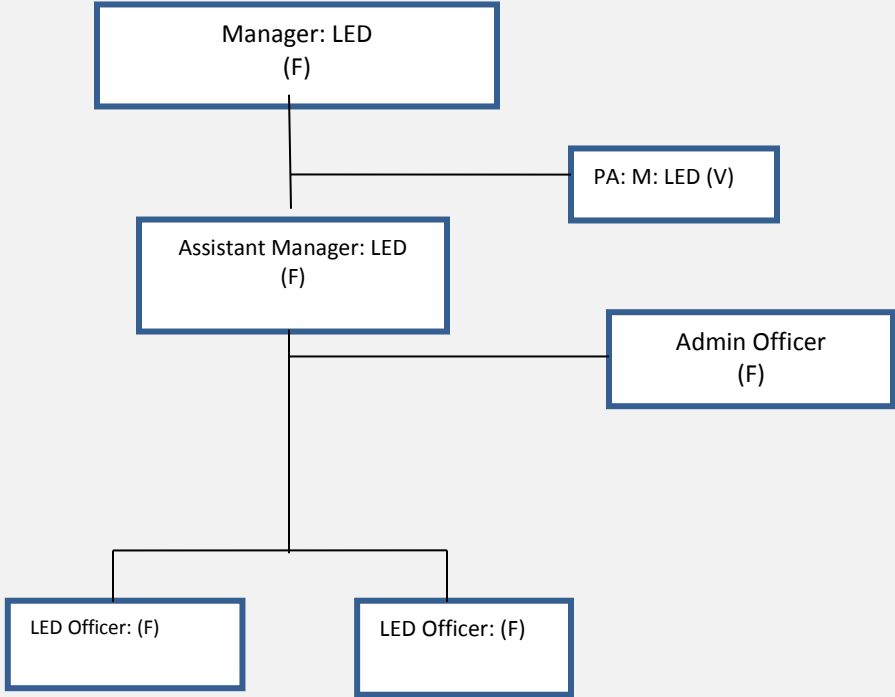 Manager: LED
(F)
PA: M: LED (V)
Assistant Manager: LED
(F)
Admin Officer
(F)
LED Officer: (F)
LED Officer: (F)